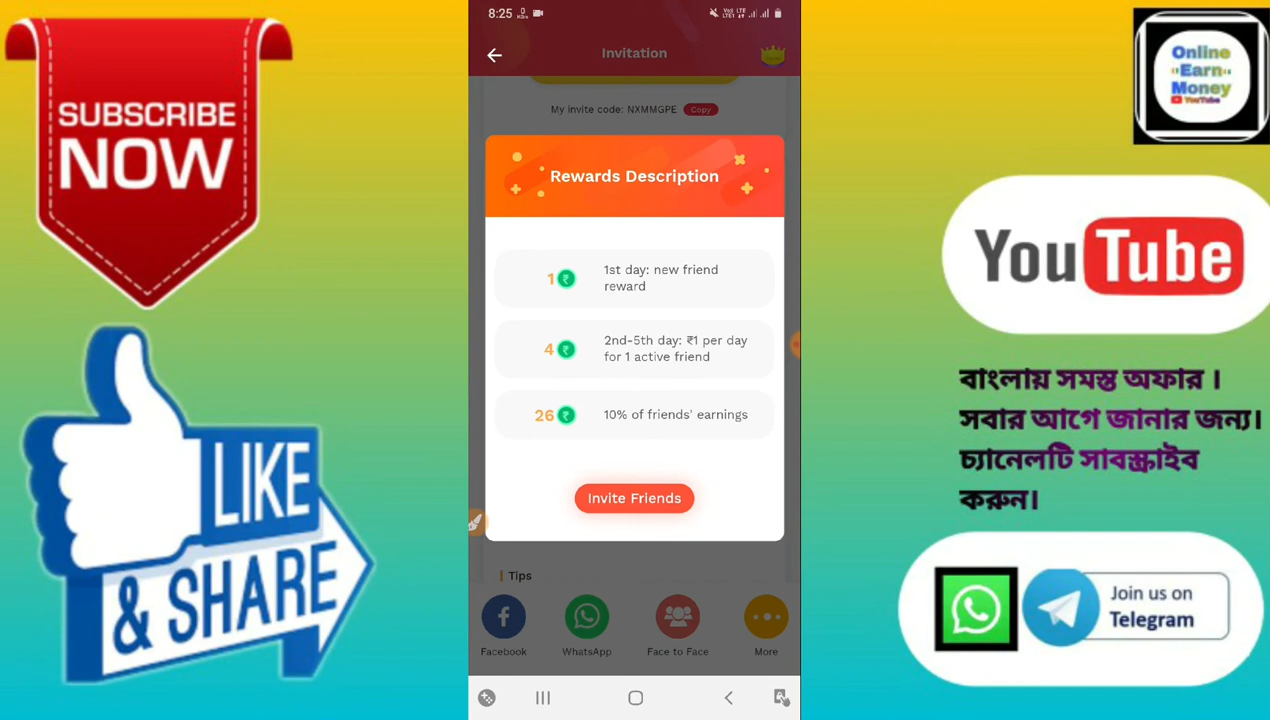 SUBSCRIBE
NOW
LIKE
& SHARE
8:25
Invitation
My invite code: NXMMGPE Copy
Rewards Description
1 ₹ 1st day: new friend
reward
4 ₹ 2nd-5th day: ₹1 per day
for 1 active friend
26 ₹ 10% of friends' earnings
Invite Friends
Tips
Facebook WhatsApp Face to Face More
Online
Earn
Money
YouTube
YouTube
বাংলায় সমস্ত অফার ।
সবার আগে জানার জন্য।
চ্যানেলটি সাবস্ক্রাইব
করুন।
Join us on
Telegram